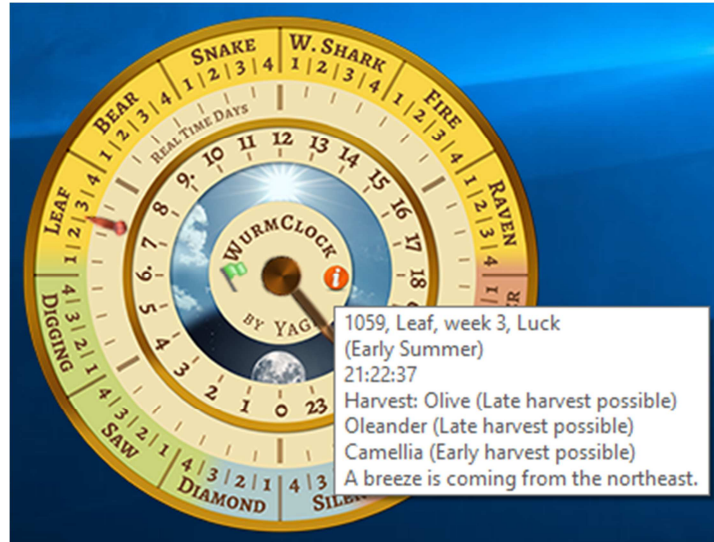 SNAKE
1 2 3 4
W. SHARK
1 2 3 4
FIRE
1 2 3 4
RAVEN
1 2 3 4
BEAR
1 2 3 4
LEAF
1 2 3 4
DIGGING
4 3 2 1
SAW
4 3 2 1
DIAMOND
4 3 2 1
4
1
REAL TIME DAYS
12 13 14 15 16 17 18
23 0 1 2 3 4 5 6. 7 8 9. 10 11
WURMCLOCK
i
BY
1059, Leaf, week 3, Luck
(Early Summer)
21:22:37
Harvest: Olive (Late harvest possible)
Oleander (Late harvest possible)
Camellia (Early harvest possible)
A breeze is coming from the northeast.